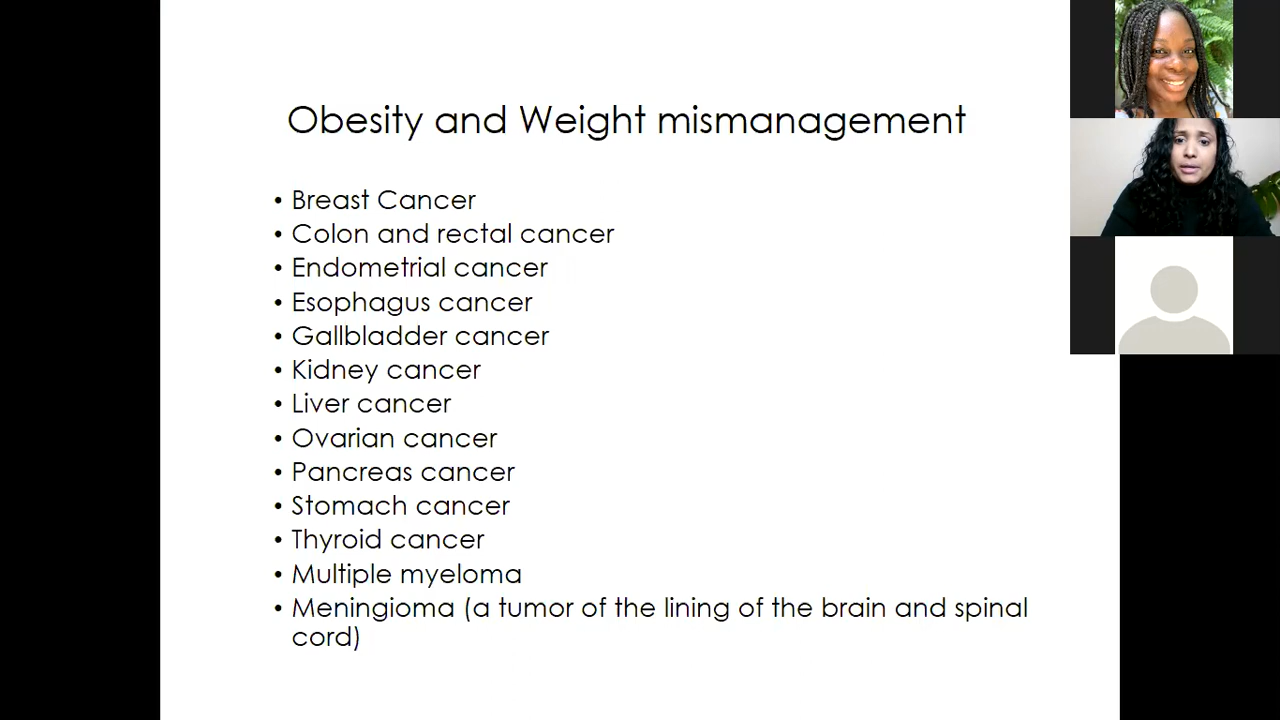 Obesity and Weight mismanagement
• Breast Cancer
• Colon and rectal cancer
• Endometrial cancer
• Esophagus cancer
• Gallbladder cancer
• Kidney cancer
• Liver cancer
• Ovarian cancer
• Pancreas cancer
• Stomach cancer
• Thyroid cancer
• Multiple myeloma
• Meningioma (a tumor of the lining of the brain and spinal
cord)